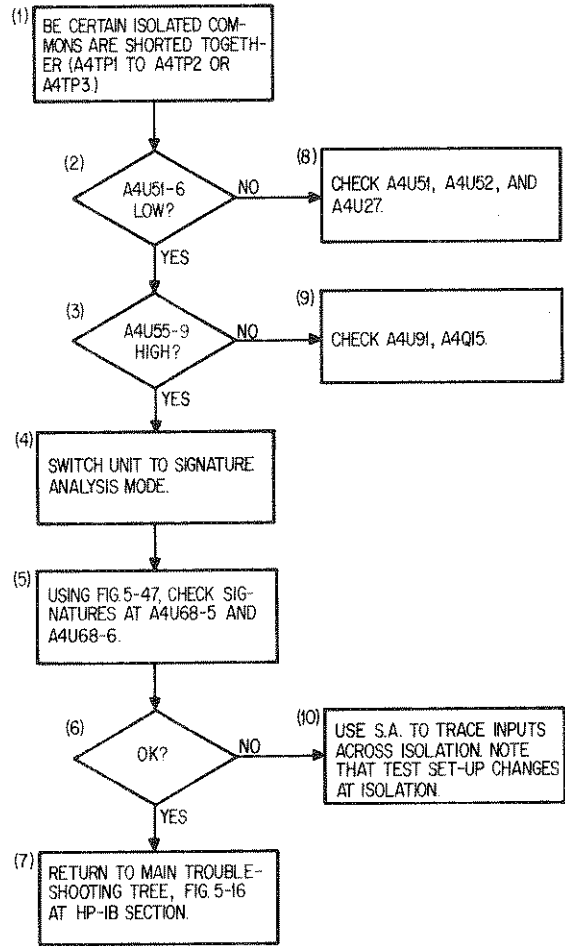 (1)
BE CERTAIN ISOLATED COM-
MONS ARE SHORTED TOGETH-
ER (A4TP1 TO A4TP2 OR
A4TP3.)
(2)
A4U51-6
LOW?
NO
YES
(8)
CHECK A4U51, A4U52, AND
A4U27.
(3)
A4U55-9
HIGH?
NO
YES
(9)
CHECK A4U91, A4Q15.
(4)
SWITCH UNIT TO SIGNATURE
ANALYSIS MODE.
(5)
USING FIG. 5-47, CHECK SIG-
NATURES AT A4U68-5 AND
A4U68-6.
(6)
OK?
NO
YES
(10)
USE S.A. TO TRACE INPUTS
ACROSS ISOLATION. NOTE
THAT TEST SET-UP CHANGES
AT ISOLATION.
(7)
RETURN TO MAIN TROUBLE-
SHOOTING TREE, FIG. 5-16
AT HP-IB SECTION.